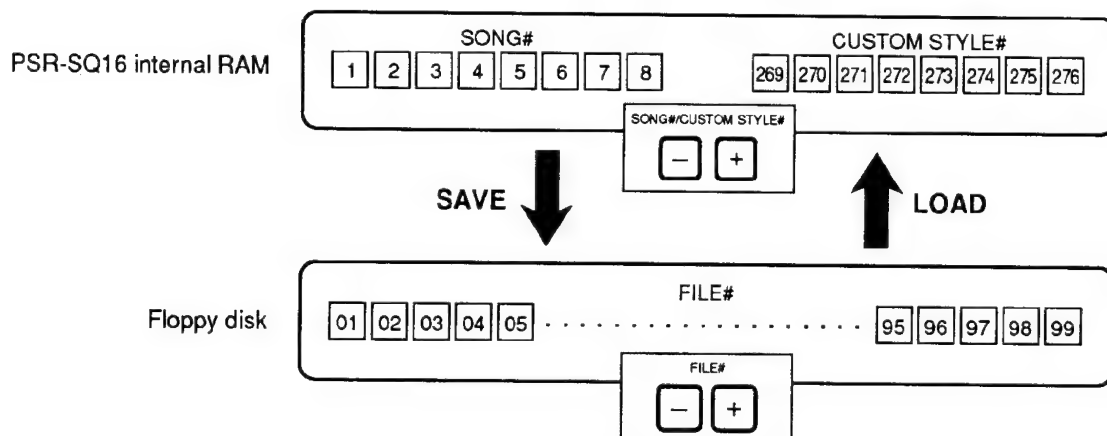 SONG# CUSTOM STYLE#
PSR-SQ16 internal RAM 1 2 3 4 5 6 7 8 269 270 271 272 273 274 275 276
SONG#/CUSTOM STYLE#
– +
SAVE LOAD
FILE#
Floppy disk 01 02 03 04 05 . . . . . . . . . . . . . . . . . . . . . . . . 95 96 97 98 99
FILE#
– +